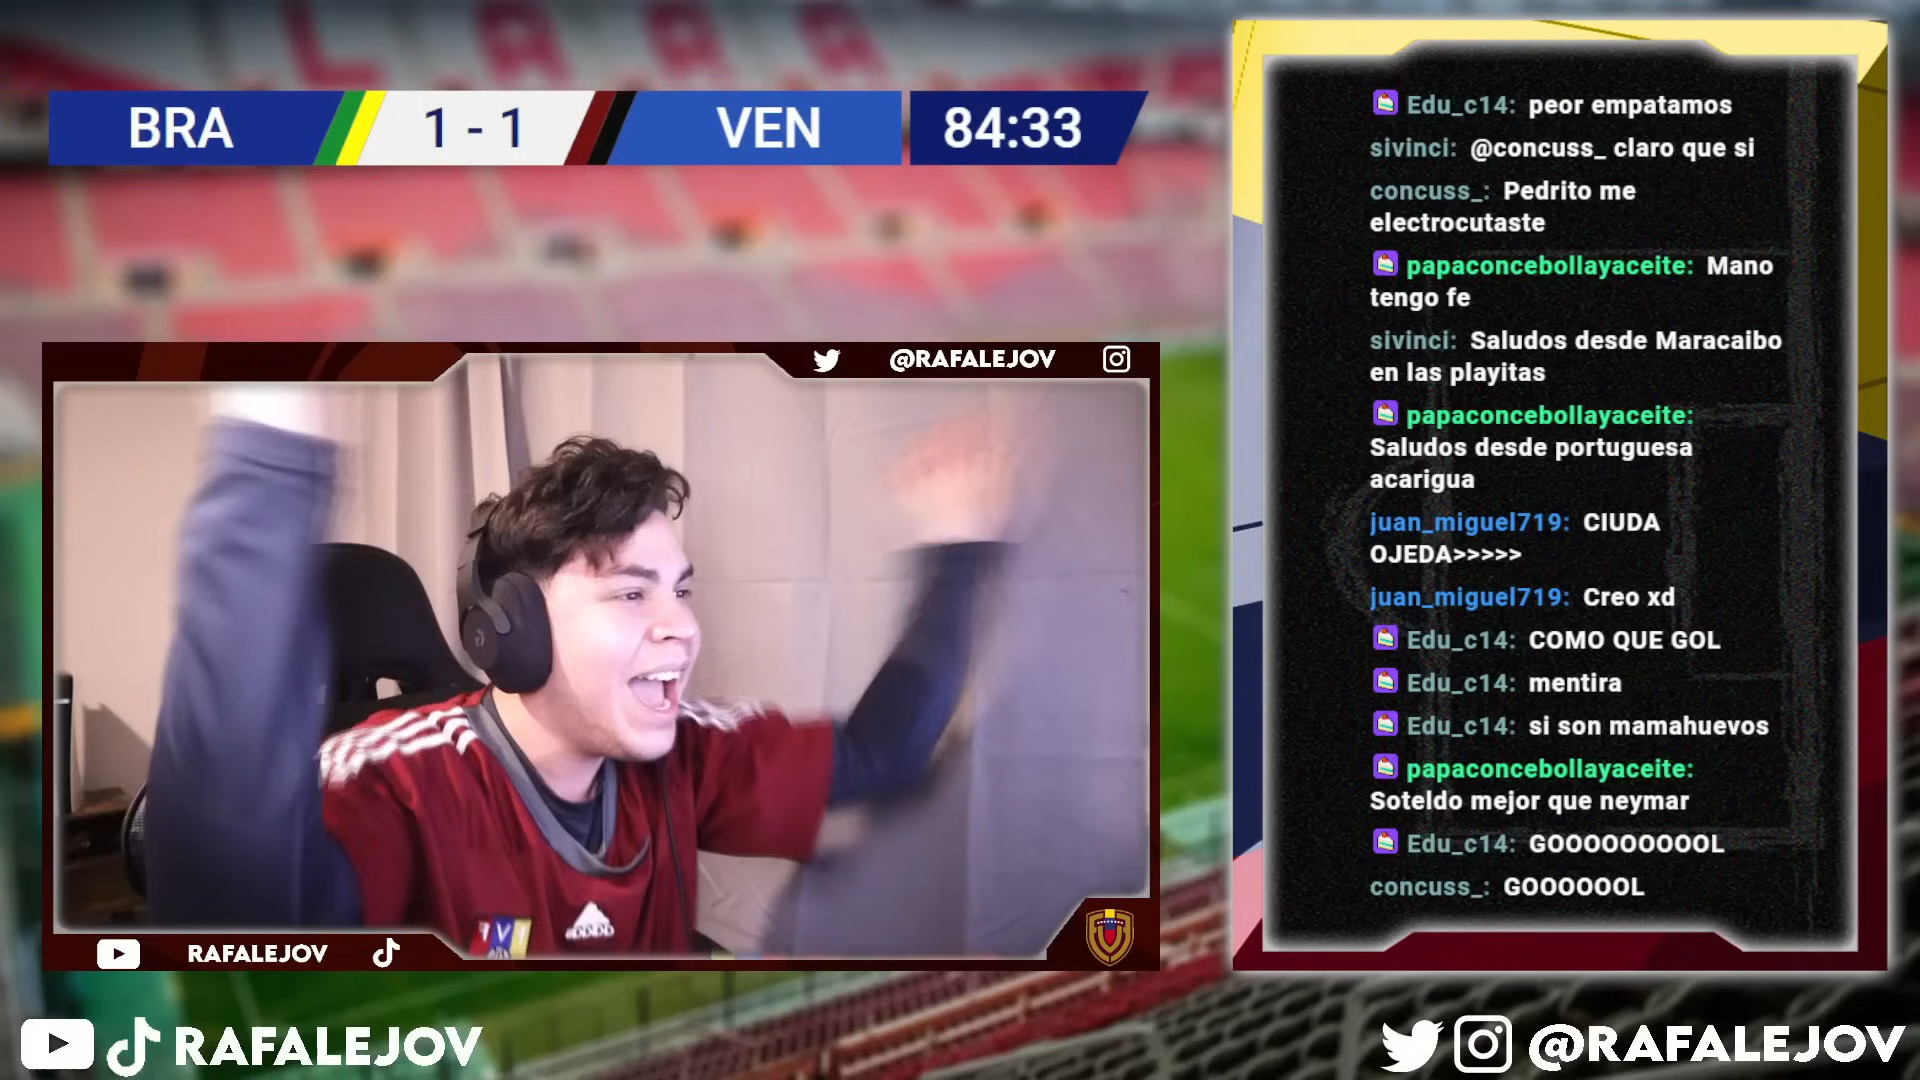 LARA
BRA 1 - 1 VEN 84:33
@RAFALEJOV
RAFALEJOV
RAFALEJOV
@RAFALEJOV
Edu_c14: peor empatamos
sivinci: @concuss_ claro que si
concuss_: Pedrito me
electrocutaste
papaconcebollayaceite: Mano
tengo fe
sivinci: Saludos desde Maracaibo
en las playitas
papaconcebollayaceite:
Saludos desde portuguesa
acarigua
juan_miguel719: CIUDA
OJEDA>>>>>
juan_miguel719: Creo xd
Edu_c14: COMO QUE GOL
Edu_c14: mentira
Edu_c14: si son mamahuevos
papaconcebollayaceite:
Soteldo mejor que neymar
Edu_c14: GOOOOOOOOOL
concuss_: GOOOOOOL